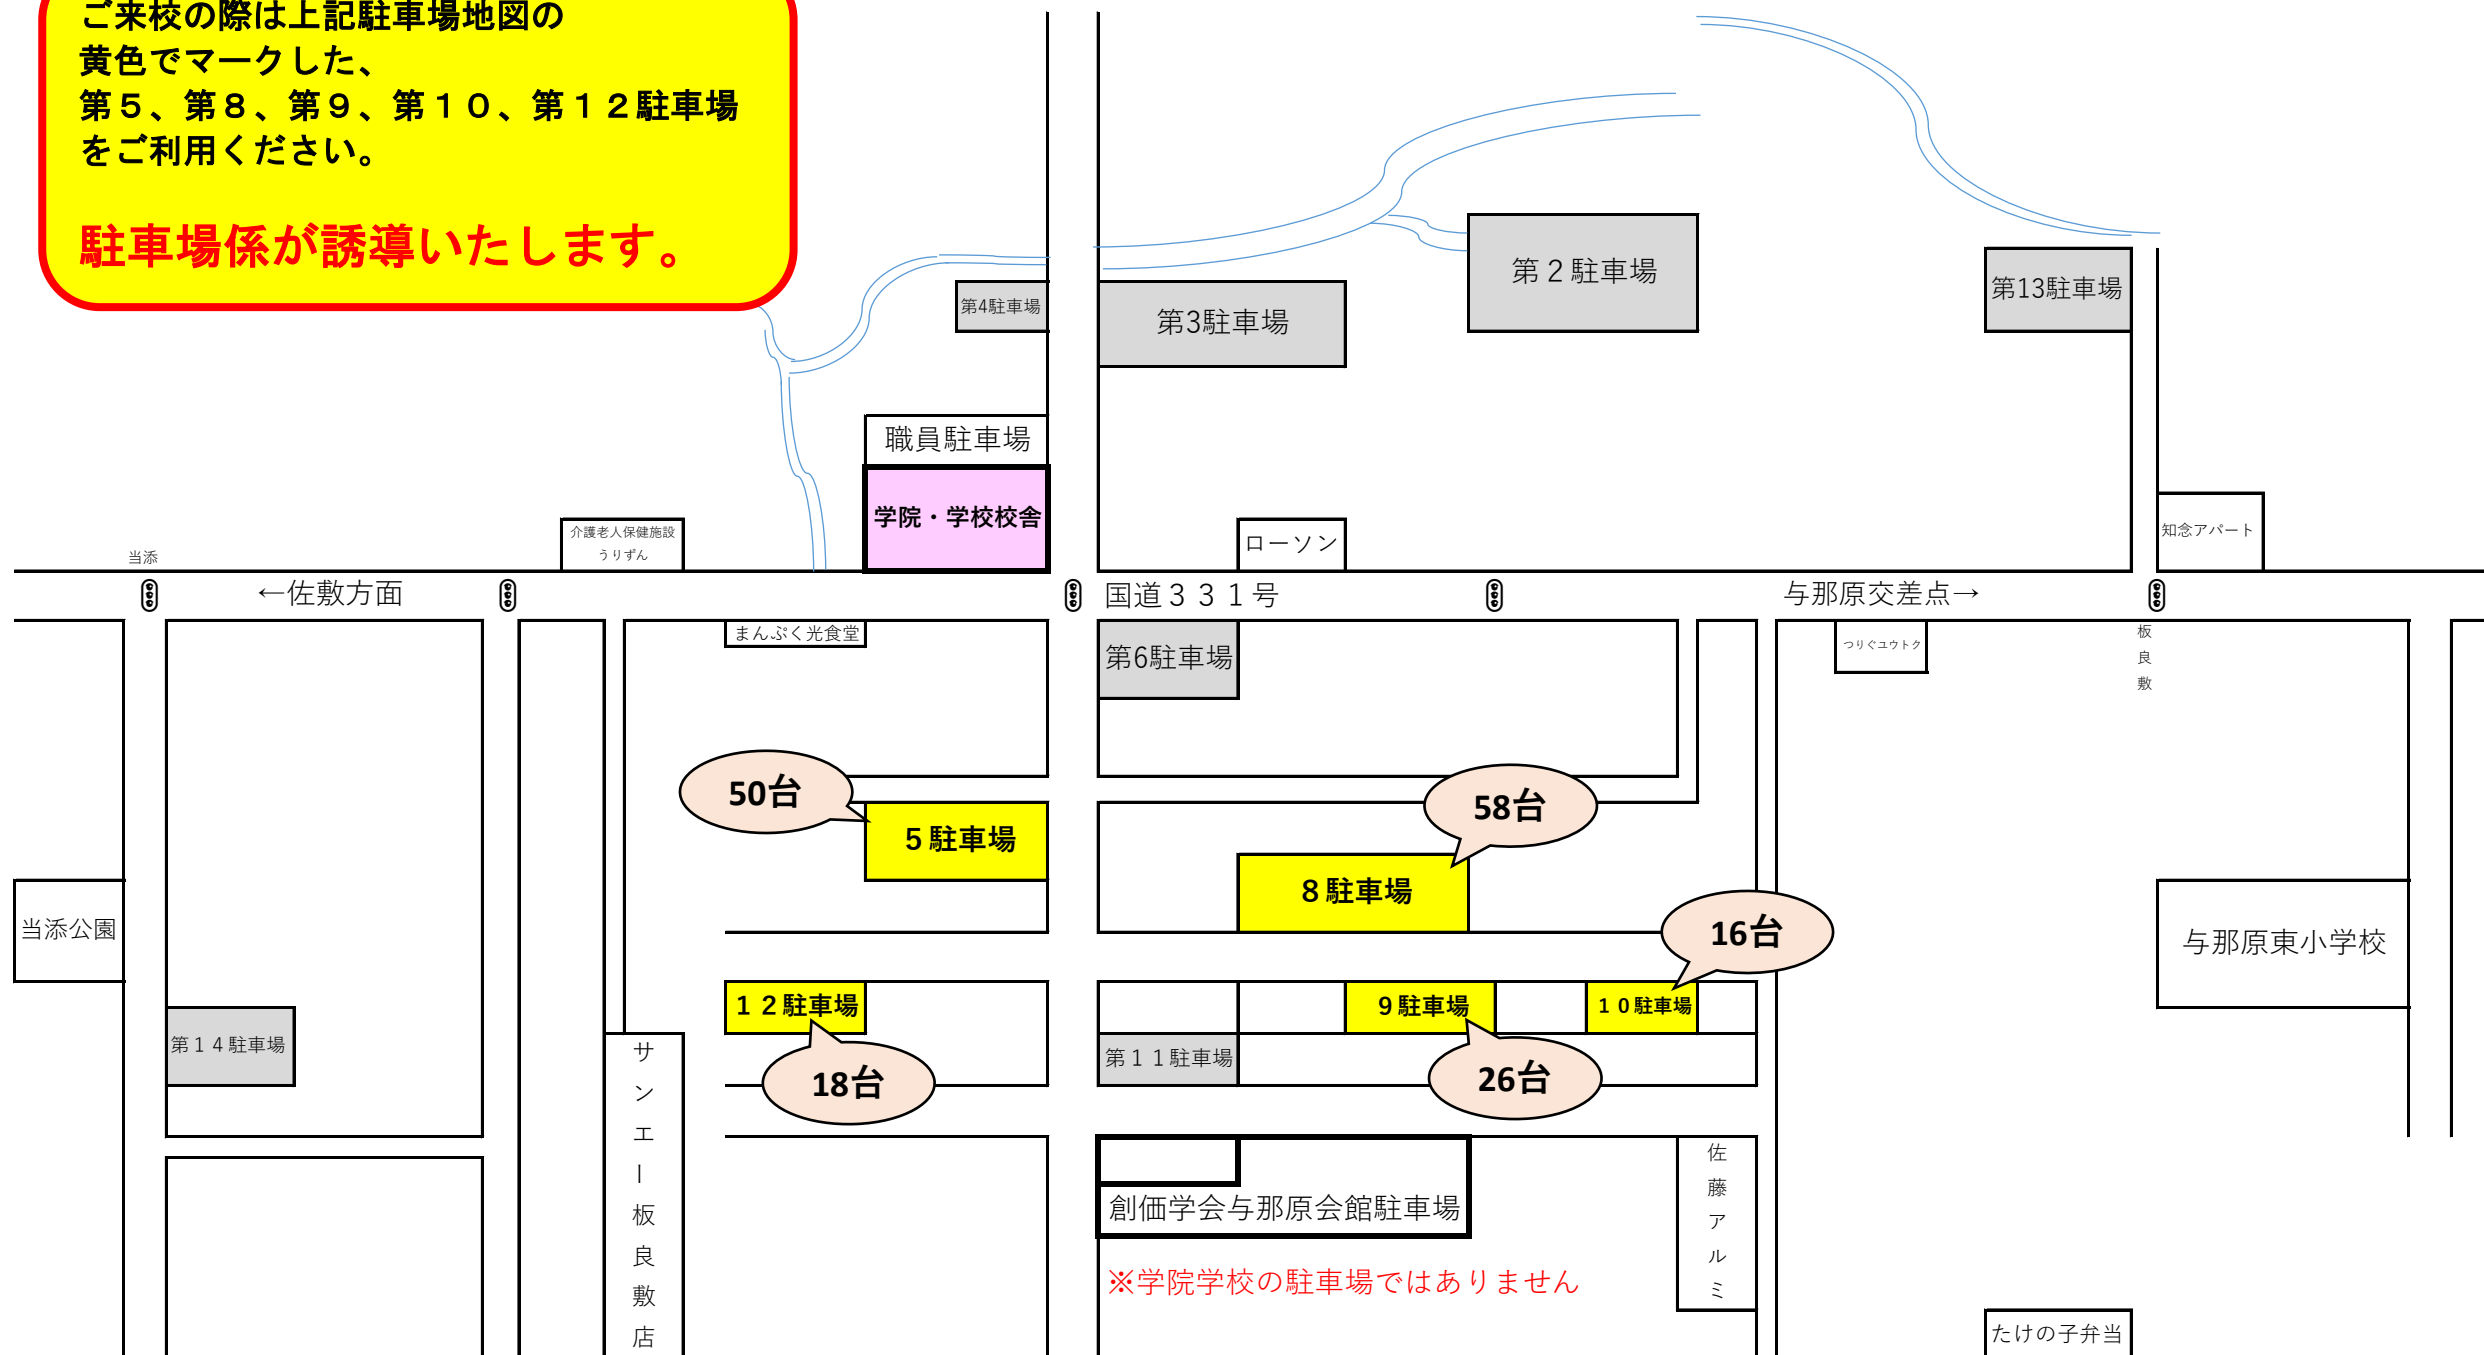 ご来校の際は上記駐車場地図の
黄色でマークした、
第５、第８、第９、第１０、第１２駐車場
をご利用ください。
駐車場係が誘導いたします。
第２駐車場
第13駐車場
第4駐車場
第3駐車場
職員駐車場
学院・学校校舎
介護老人保健施設
うりずん
ローソン
知念アパート
当添
←佐敷方面
国道３３１号
与那原交差点→
まんぷく光食堂
第6駐車場
つりぐユウトク
板良敷
50台
58台
５駐車場
８駐車場
16台
当添公園
与那原東小学校
１２駐車場
９駐車場
１０駐車場
第１４駐車場
第１１駐車場
18台
26台
サンエー板良敷店
佐藤アルミ
創価学会与那原会館駐車場
※学院学校の駐車場ではありません
たけの子弁当